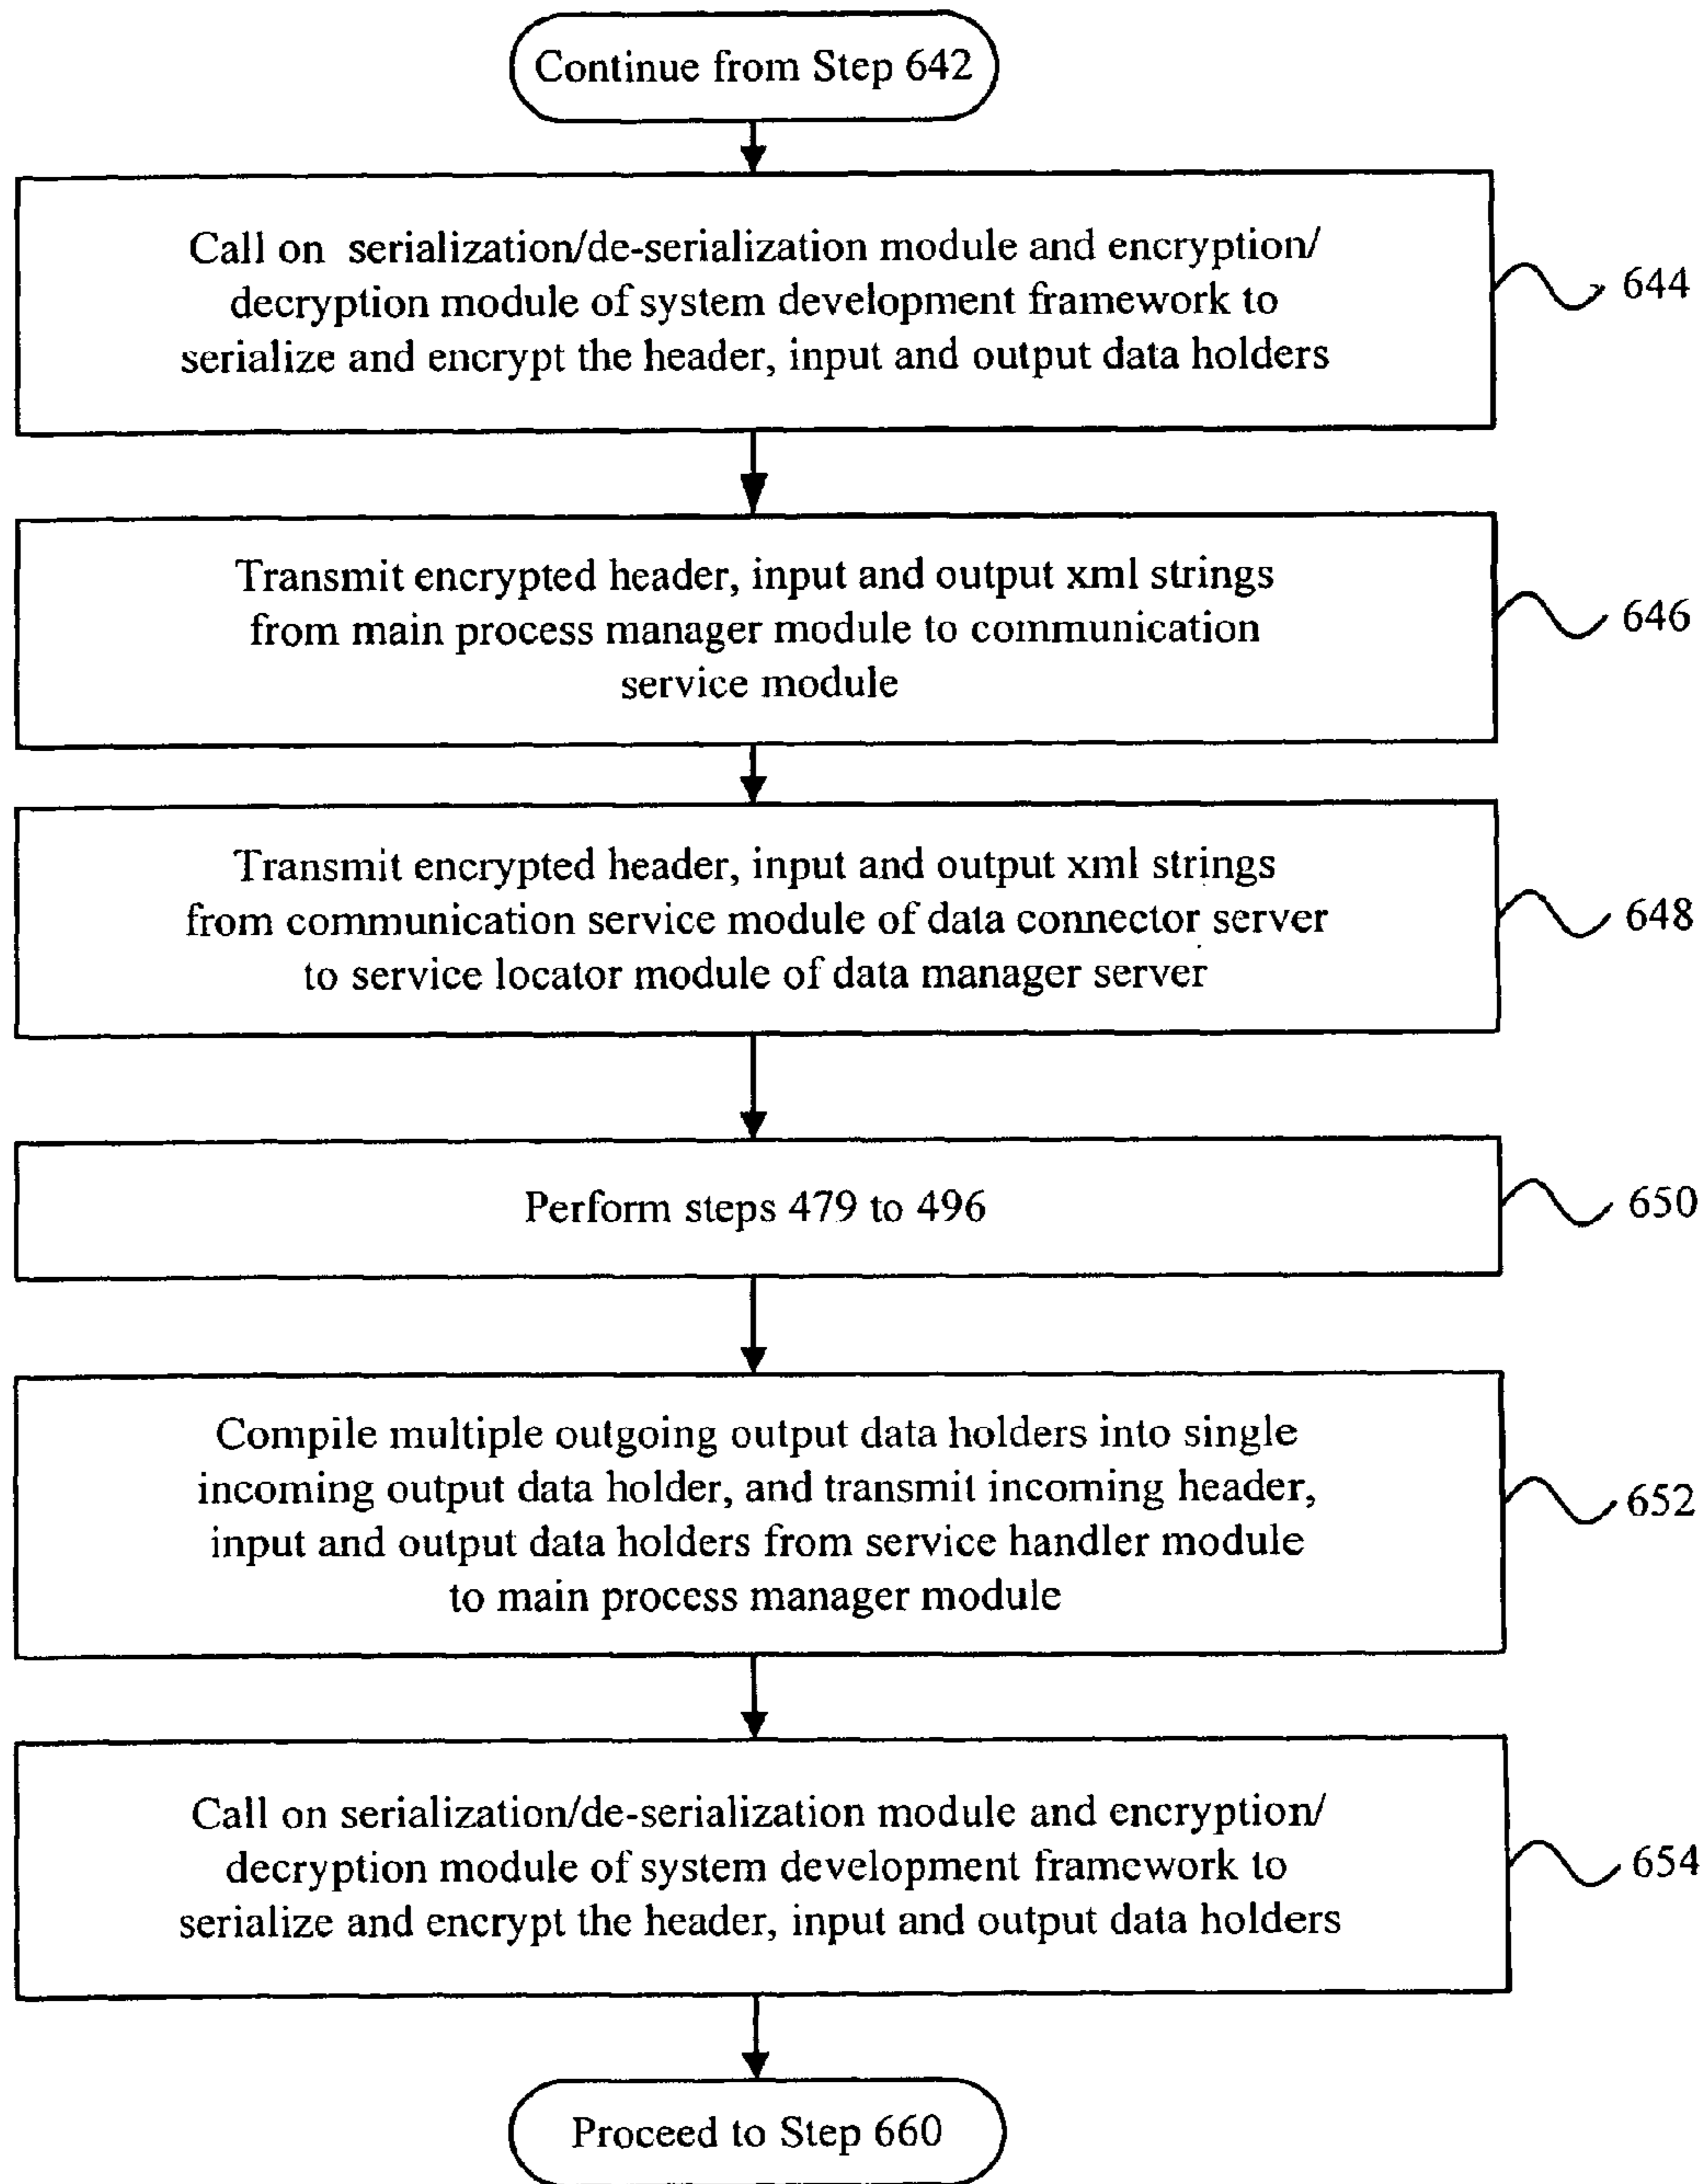 Continue from Step 642
Call on serialization/de-serialization module and encryption/
decryption module of system development framework to
serialize and encrypt the header, input and output data holders
644
Transmit encrypted header, input and output xml strings
from main process manager module to communication
service module
646
Transmit encrypted header, input and output xml strings
from communication service module of data connector server
to service locator module of data manager server
648
Perform steps 479 to 496
650
Compile multiple outgoing output data holders into single
incoming output data holder, and transmit incoming header,
input and output data holders from service handler module
to main process manager module
652
Call on serialization/de-serialization module and encryption/
decryption module of system development framework to
serialize and encrypt the header, input and output data holders
654
Proceed to Step 660